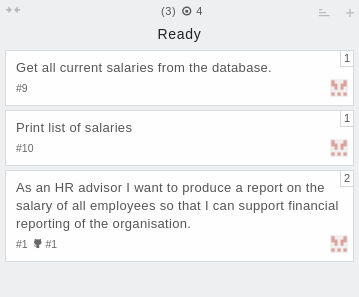 (3) 4
Ready
1
Get all current salaries from the database.
#9
1
Print list of salaries
#10
2
As an HR advisor I want to produce a report on the
salary of all employees so that I can support financial
reporting of the organisation.
#1 #1